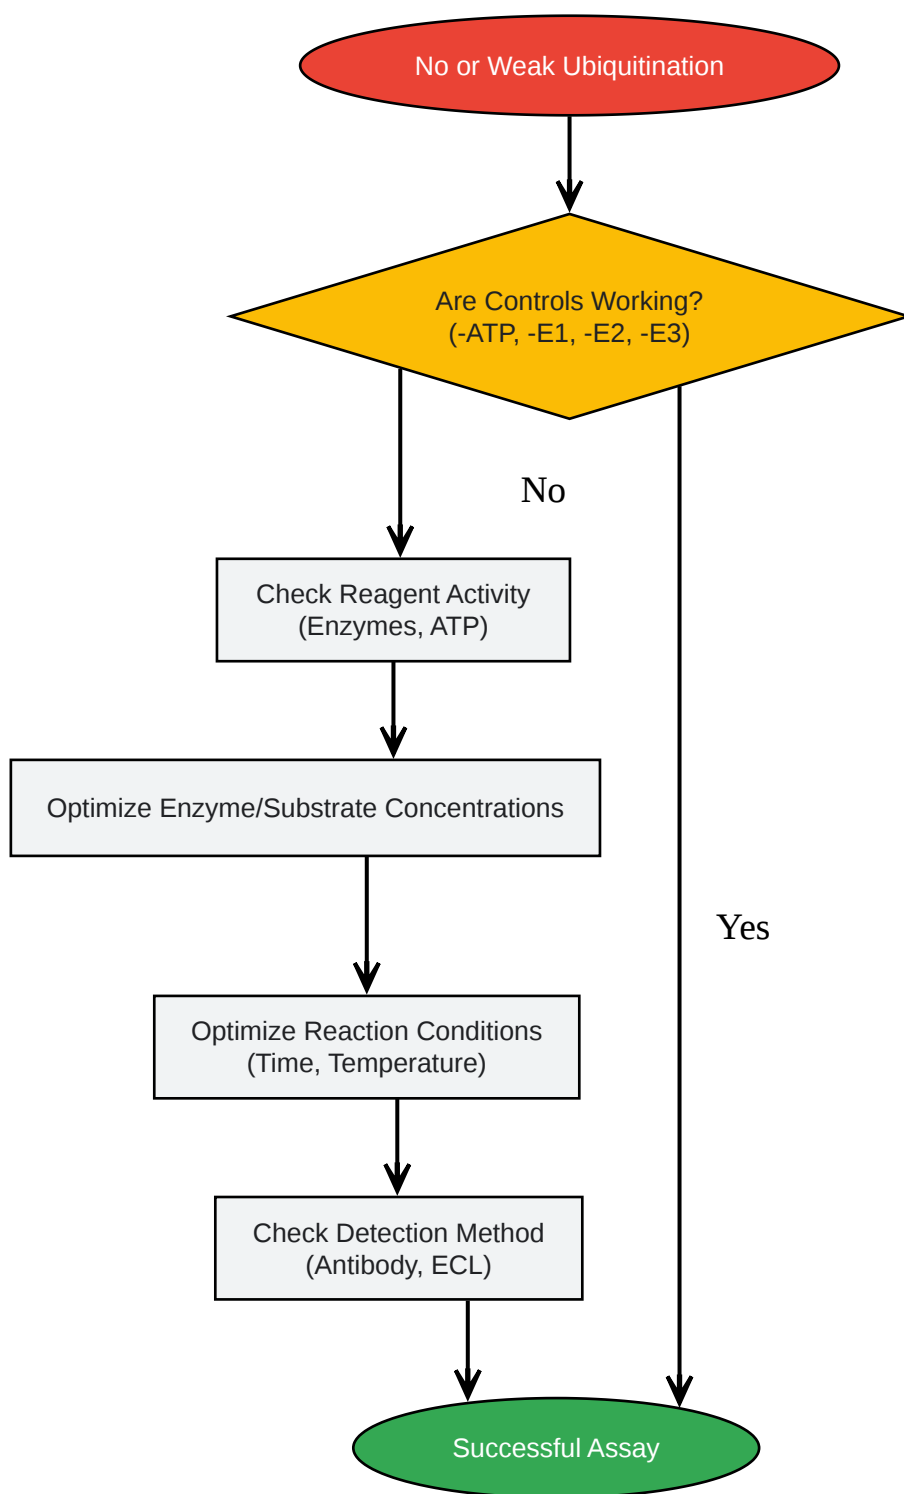 No or Weak Ubiquitination
Are Controls Working?
(-ATP, -E1, -E2, -E3)
No
Check Reagent Activity
(Enzymes, ATP)
Optimize Enzyme/Substrate Concentrations
Yes
Optimize Reaction Conditions
(Time, Temperature)
Check Detection Method
(Antibody, ECL)
Successful Assay